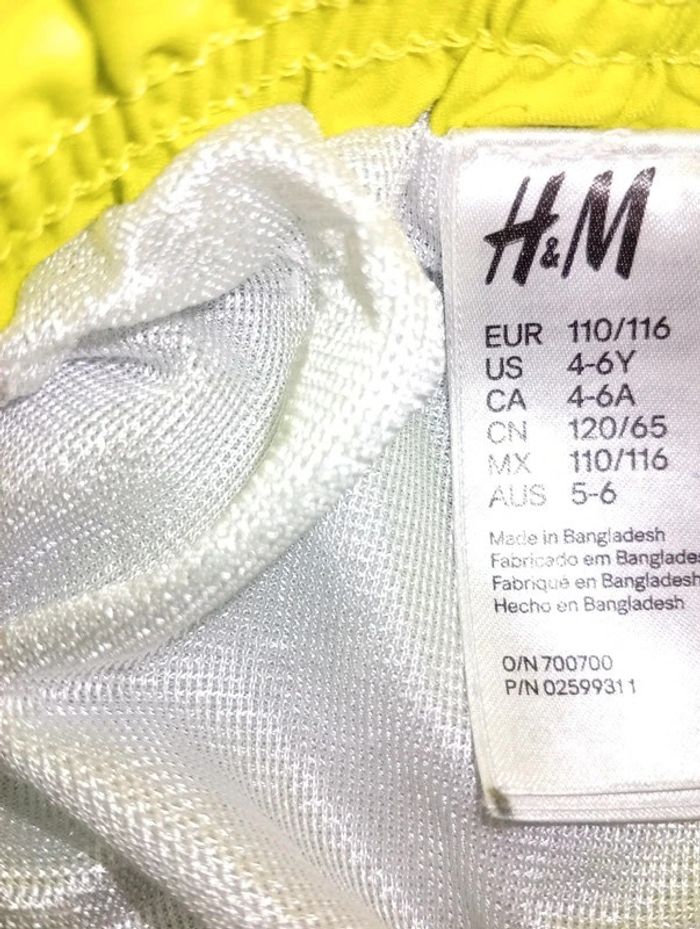 H&M
EUR 110/116
US 4-6Y
CA 4-6A
CN 120/65
MX 110/116
AUS 5-6
Made in Bangladesh
Fabricado em
Fabriqué en Bangladesh
Hecho en Bangladesh
O/N 700700
P/N 02599311